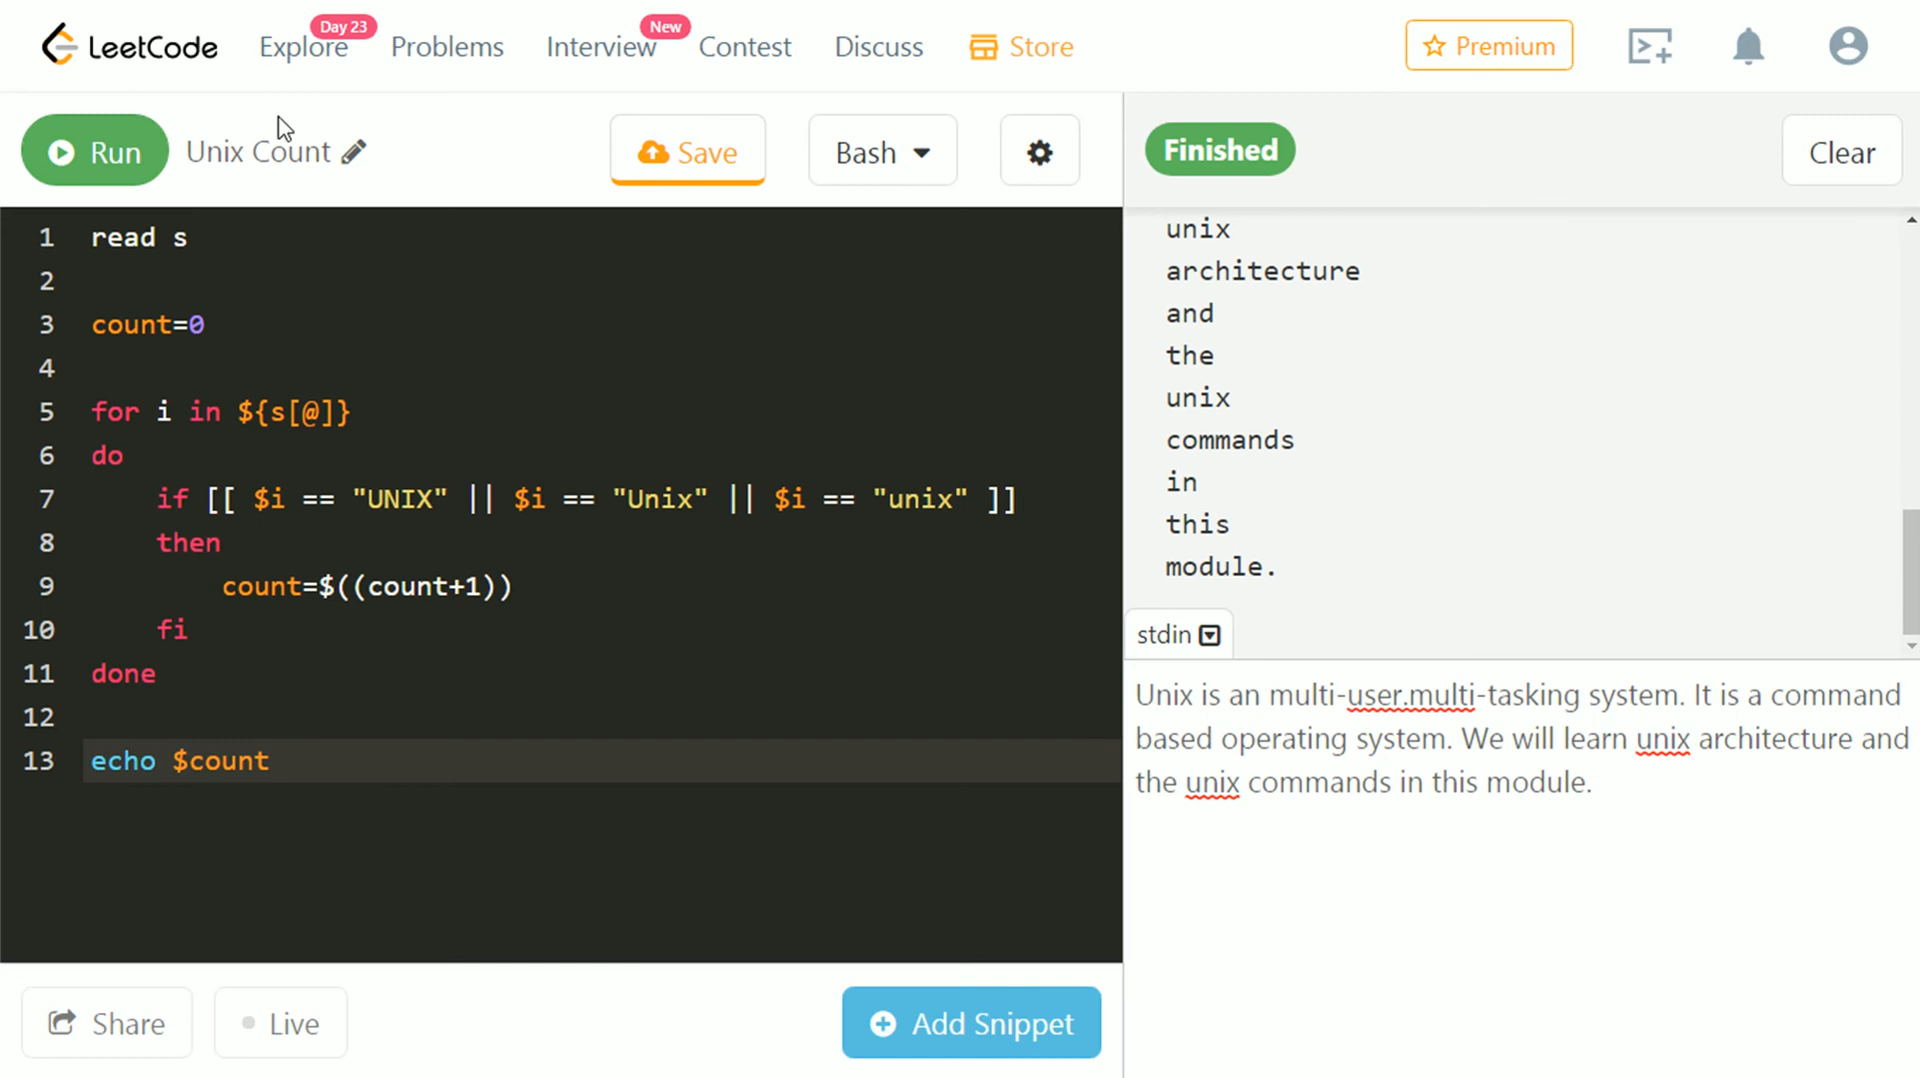 LeetCode Explore Day 23 Problems Interview New Contest Discuss Store Premium
Run Unix Count Save Bash Finished Clear
1 read s
2
3 count=0
4
5 for i in ${s[@]}
6 do
7 if [[ $i == "UNIX" || $i == "Unix" || $i == "unix" ]]
8 then
9 count=$((count+1))
10 fi
11 done
12
13 echo $count
unix
architecture
and
the
unix
commands
in
this
module.
stdin
Unix is an multi-user.multi-tasking system. It is a command
based operating system. We will learn unix architecture and
the unix commands in this module.
Share Live Add Snippet